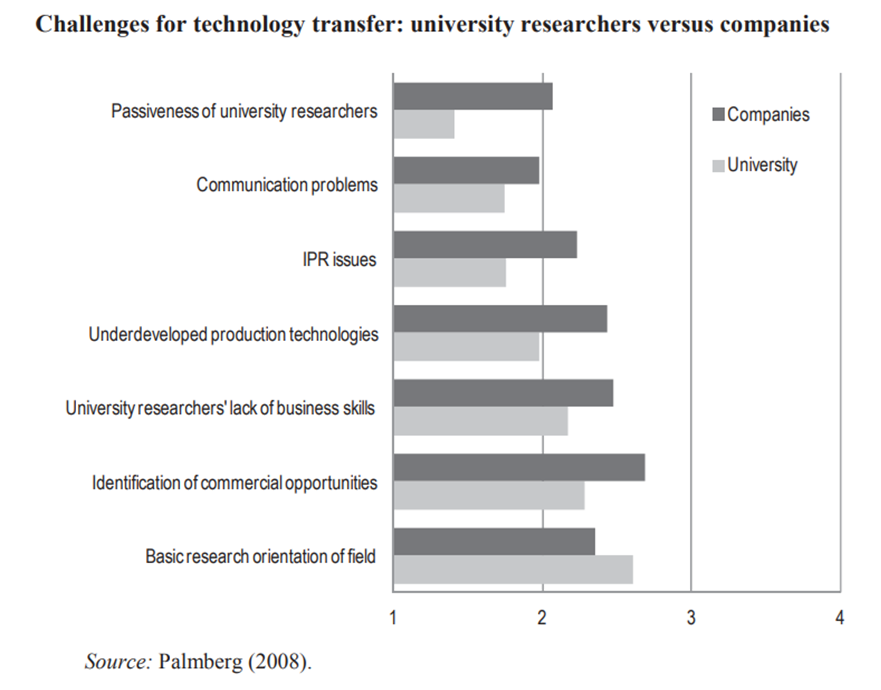 Challenges for technology transfer: university researchers versus companies
Passiveness of university researchers
Communication problems
IPR issues
Underdeveloped production technologies
University researchers' lack of business skills
Identification of commercial opportunities
Basic research orientation of field
Companies
University
1 2 3 4
Source: Palmberg (2008).